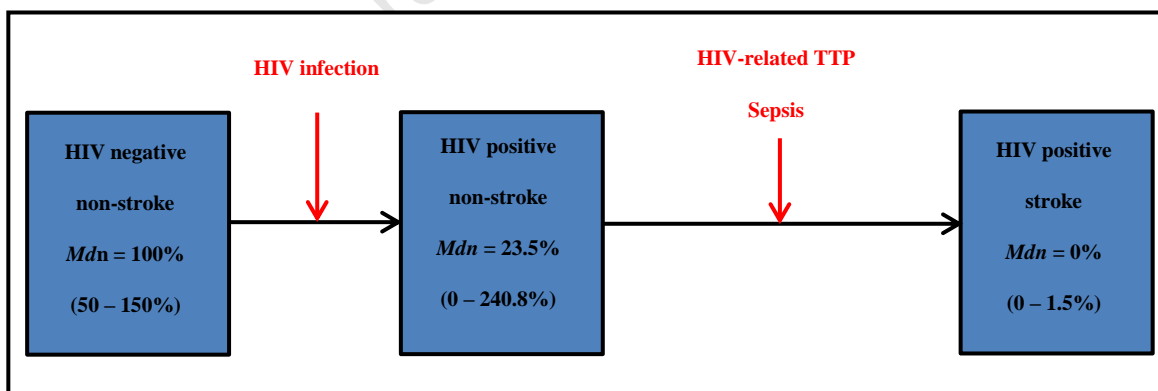 HIV infection
HIV-related TTP
Sepsis
HIV negative
non-stroke
Mdn = 100%
(50 – 150%)
HIV positive
non-stroke
Mdn = 23.5%
(0 – 240.8%)
HIV positive
stroke
Mdn = 0%
(0 – 1.5%)